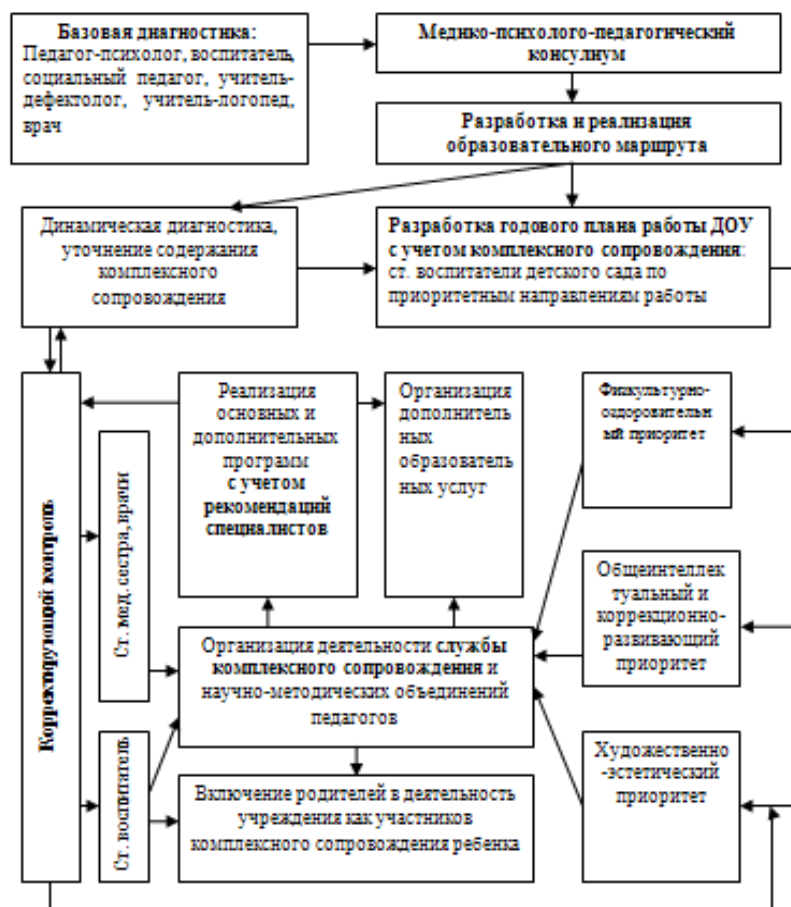 Базовая диагностика:
Педагог-психолог, воспитатель,
социальный педагог, учитель-
дефектолог, учитель-логопед,
врач
Медико-психолого-педагогический
консулиум
Разработка и реализация
образовательного маршрута
Динамическая диагностика,
уточнение содержания
комплексного
сопровождения
Разработка годового плана работы ДОУ
с учетом комплексного сопровождения:
ст. воспитатели детского сада по
приоритетным направлениям работы
Корректирующий контроль
Ст. мед. сестра, врачи
Ст. воспитатель
Реализация
основных и
дополнительных
программ
с учетом
рекомендаций
специалистов
Организация
дополнитель
ных
образователь
ных услуг
Физкультурно-
оздоровительн
ый приоритет
Общеинтеллек
туальный и
коррекционно-
развивающий
приоритет
Организация деятельности службы
комплексного сопровождения и
научно-методических объединений
педагогов
Художественно
-эстетический
приоритет
Включение родителей в деятельность
учреждения как участников
комплексного сопровождения ребенка